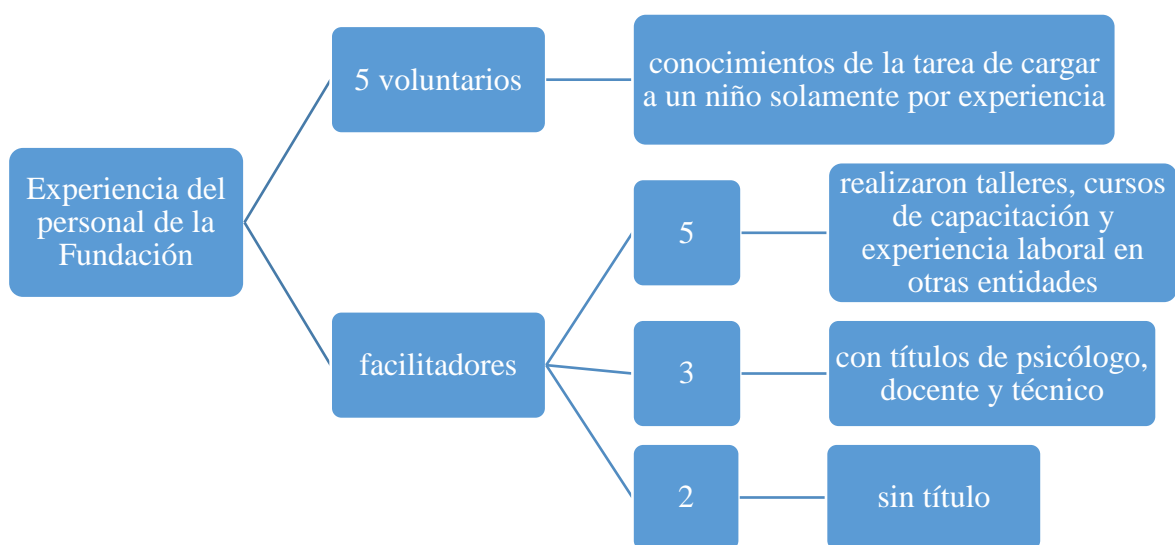 Experiencia del
personal de la
Fundación
5 voluntarios
conocimientos de la tarea de cargar
a un niño solamente por experiencia
facilitadores
5
realizaron talleres, cursos
de capacitación y
experiencia laboral en
otras entidades
3
con títulos de psicólogo,
docente y técnico
2
sin título